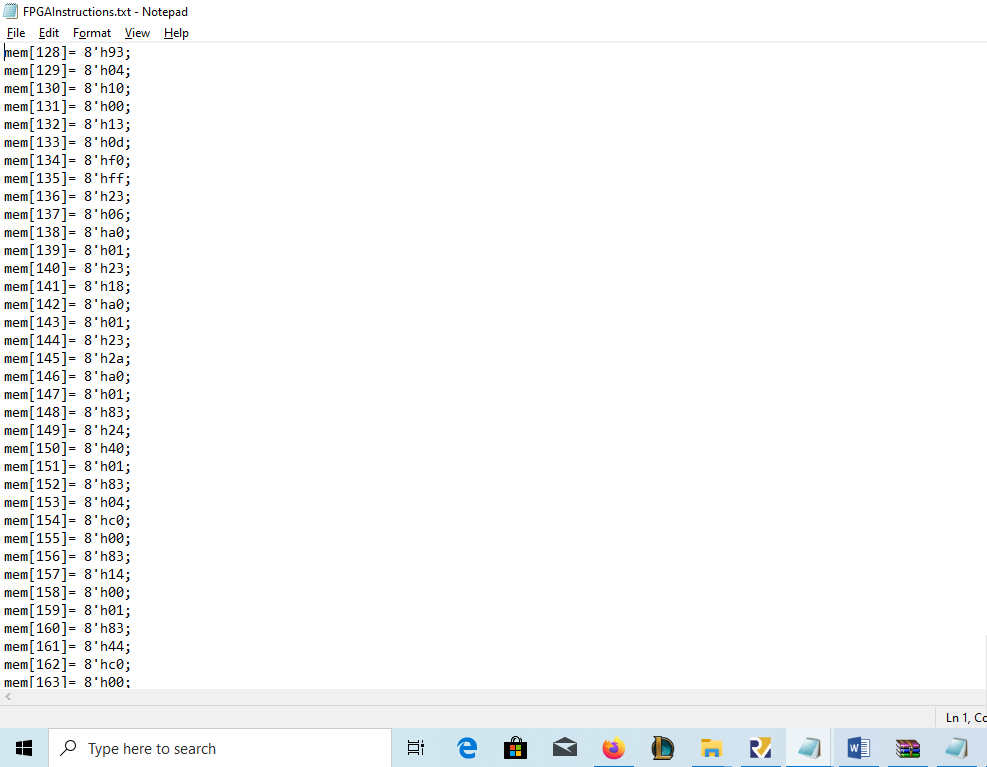 FPGAInstructions.txt - Notepad
File Edit Format View Help
mem[128]= 8'h93;
mem[129]= 8'h04;
mem[130]= 8'h10;
mem[131]= 8'h00;
mem[132]= 8'h13;
mem[133]= 8'h0d;
mem[134]= 8'hf0;
mem[135]= 8'hff;
mem[136]= 8'h23;
mem[137]= 8'h06;
mem[138]= 8'ha0;
mem[139]= 8'h01;
mem[140]= 8'h23;
mem[141]= 8'h18;
mem[142]= 8'ha0;
mem[143]= 8'h01;
mem[144]= 8'h23;
mem[145]= 8'h2a;
mem[146]= 8'ha0;
mem[147]= 8'h01;
mem[148]= 8'h83;
mem[149]= 8'h24;
mem[150]= 8'h40;
mem[151]= 8'h01;
mem[152]= 8'h83;
mem[153]= 8'h04;
mem[154]= 8'hc0;
mem[155]= 8'h00;
mem[156]= 8'h83;
mem[157]= 8'h14;
mem[158]= 8'h00;
mem[159]= 8'h01;
mem[160]= 8'h83;
mem[161]= 8'h44;
mem[162]= 8'hc0;
mem[163]= 8'h00;
Ln 1, Co
Type here to search